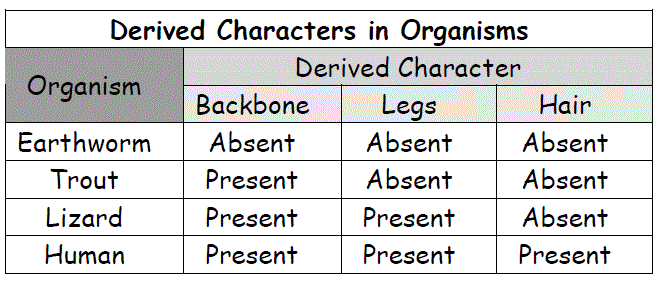 Derived Characters in Organisms
Organism Derived Character
Backbone Legs Hair
Earthworm Absent Absent Absent
Trout Present Absent Absent
Lizard Present Present Absent
Human Present Present Present